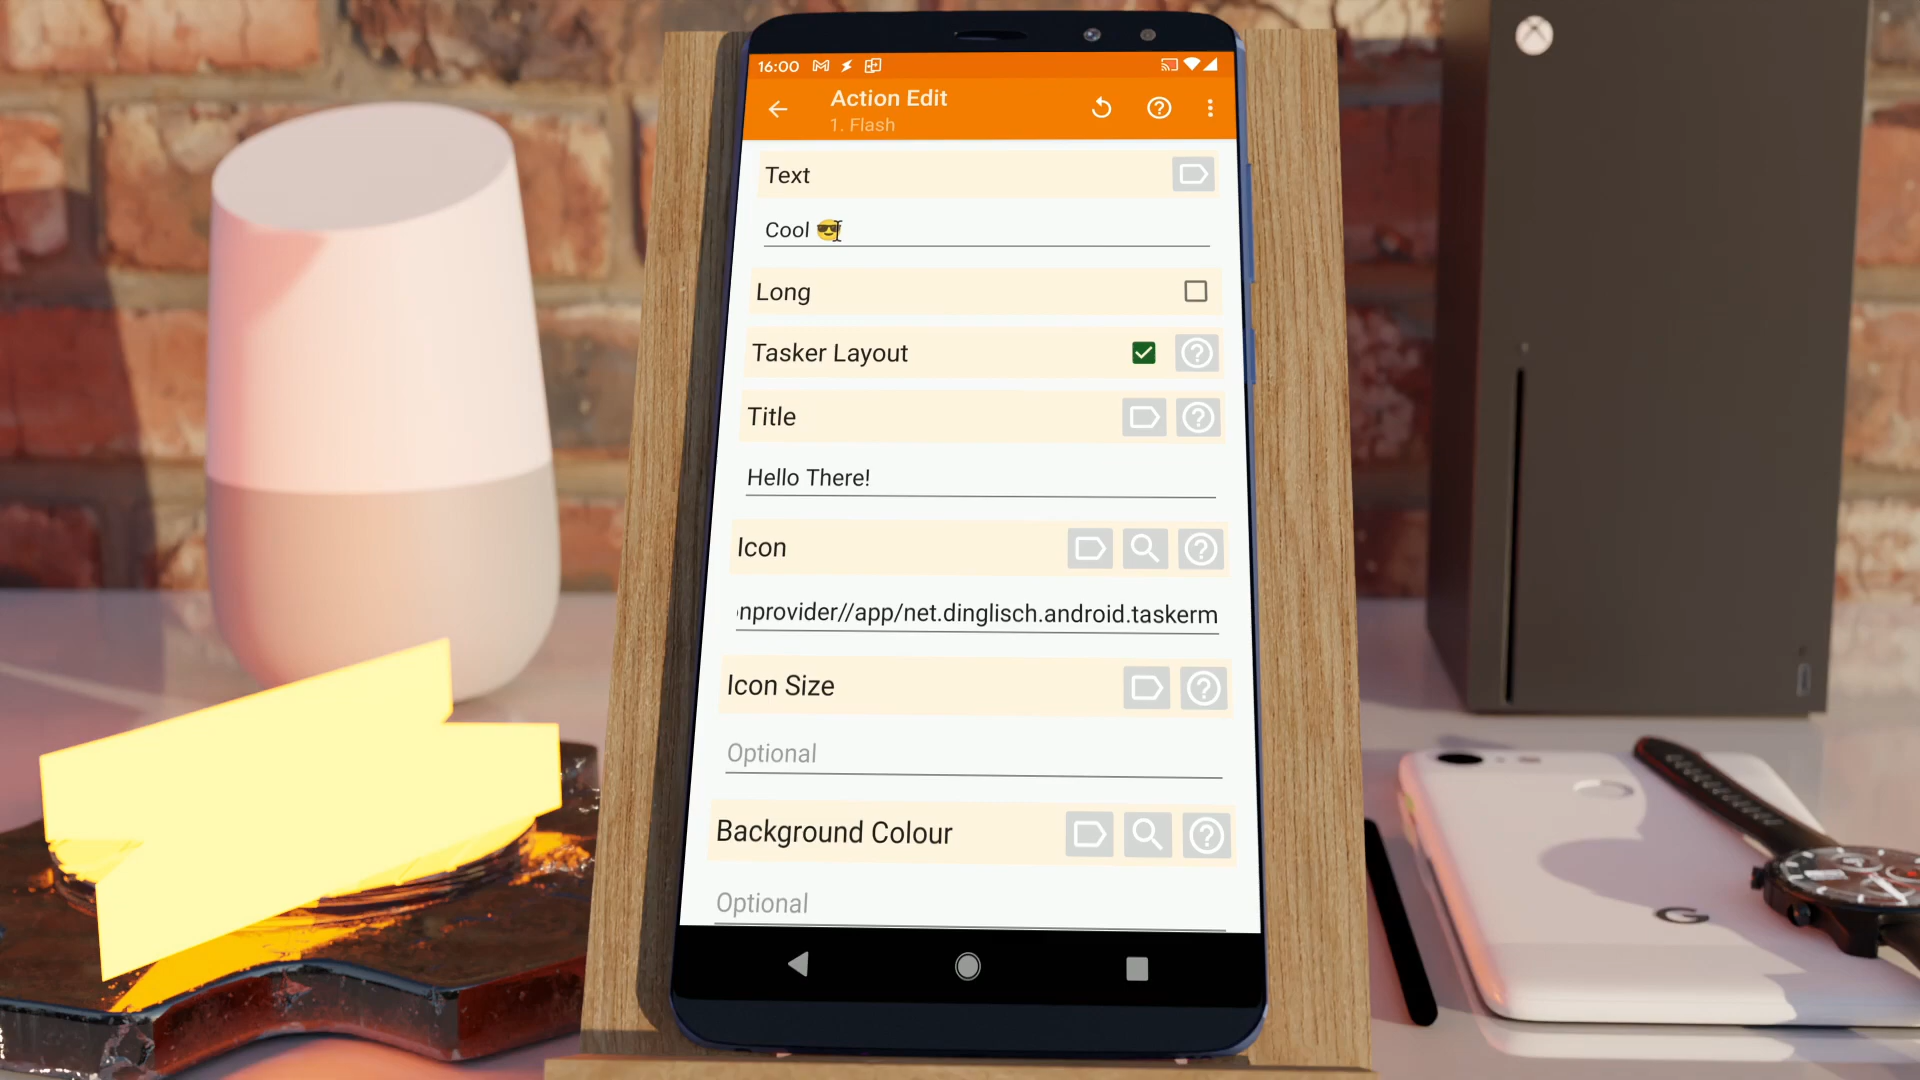 16:00
Action Edit
1. Flash
Text
Cool 😎
Long
Tasker Layout
Title
Hello There!
Icon
nprovider//app/net.dinglisch.android.taskerm
Icon Size
Optional
Background Colour
Optional
G